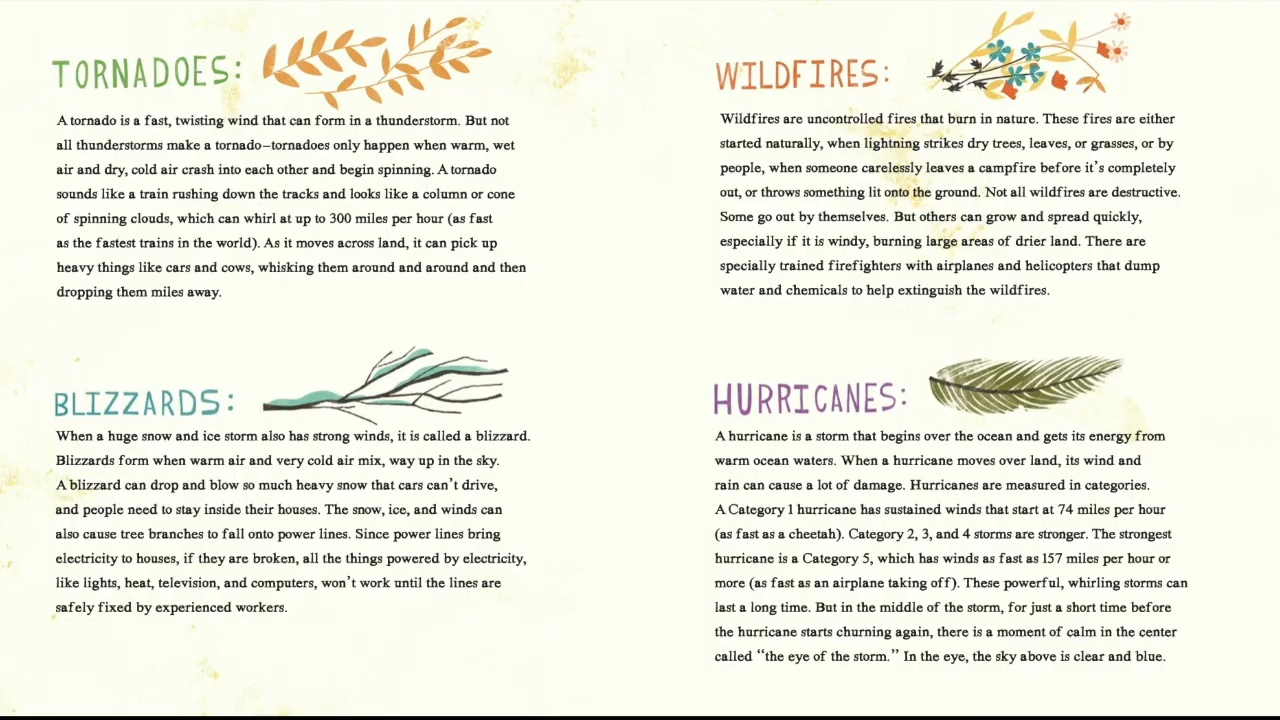 TORNADOES:
A tornado is a fast, twisting wind that can form in a thunderstorm. But not
all thunderstorms make a tornado–tornadoes only happen when warm, wet
air and dry, cold air crash into each other and begin spinning. A tornado
sounds like a train rushing down the tracks and looks like a column or cone
of spinning clouds, which can whirl at up to 300 miles per hour (as fast
as the fastest trains in the world). As it moves across land, it can pick up
heavy things like cars and cows, whisking them around and around and then
dropping them miles away.
BLIZZARDS:
When a huge snow and ice storm also has strong winds, it is called a blizzard.
Blizzards form when warm air and very cold air mix, way up in the sky.
A blizzard can drop and blow so much heavy snow that cars can't drive,
and people need to stay inside their houses. The snow, ice, and winds can
also cause tree branches to fall onto power lines. Since power lines bring
electricity to houses, if they are broken, all the things powered by electricity,
like lights, heat, television, and computers, won't work until the lines are
safely fixed by experienced workers.
WILDFIRES:
Wildfires are uncontrolled fires that burn in nature. These fires are either
started naturally, when lightning strikes dry trees, leaves, or grasses, or by
people, when someone carelessly leaves a campfire before it's completely
out, or throws something lit onto the ground. Not all wildfires are destructive.
Some go out by themselves. But others can grow and spread quickly,
especially if it is windy, burning large areas of drier land. There are
specially trained firefighters with airplanes and helicopters that dump
water and chemicals to help extinguish the wildfires.
HURRICANES:
A hurricane is a storm that begins over the ocean and gets its energy from
warm ocean waters. When a hurricane moves over land, its wind and
rain can cause a lot of damage. Hurricanes are measured in categories.
A Category 1 hurricane has sustained winds that start at 74 miles per hour
(as fast as a cheetah). Category 2, 3, and 4 storms are stronger. The strongest
hurricane is a Category 5, which has winds as fast as 157 miles per hour or
more (as fast as an airplane taking off). These powerful, whirling storms can
last a long time. But in the middle of the storm, for just a short time before
the hurricane starts churning again, there is a moment of calm in the center
called “the eye of the storm.” In the eye, the sky above is clear and blue.